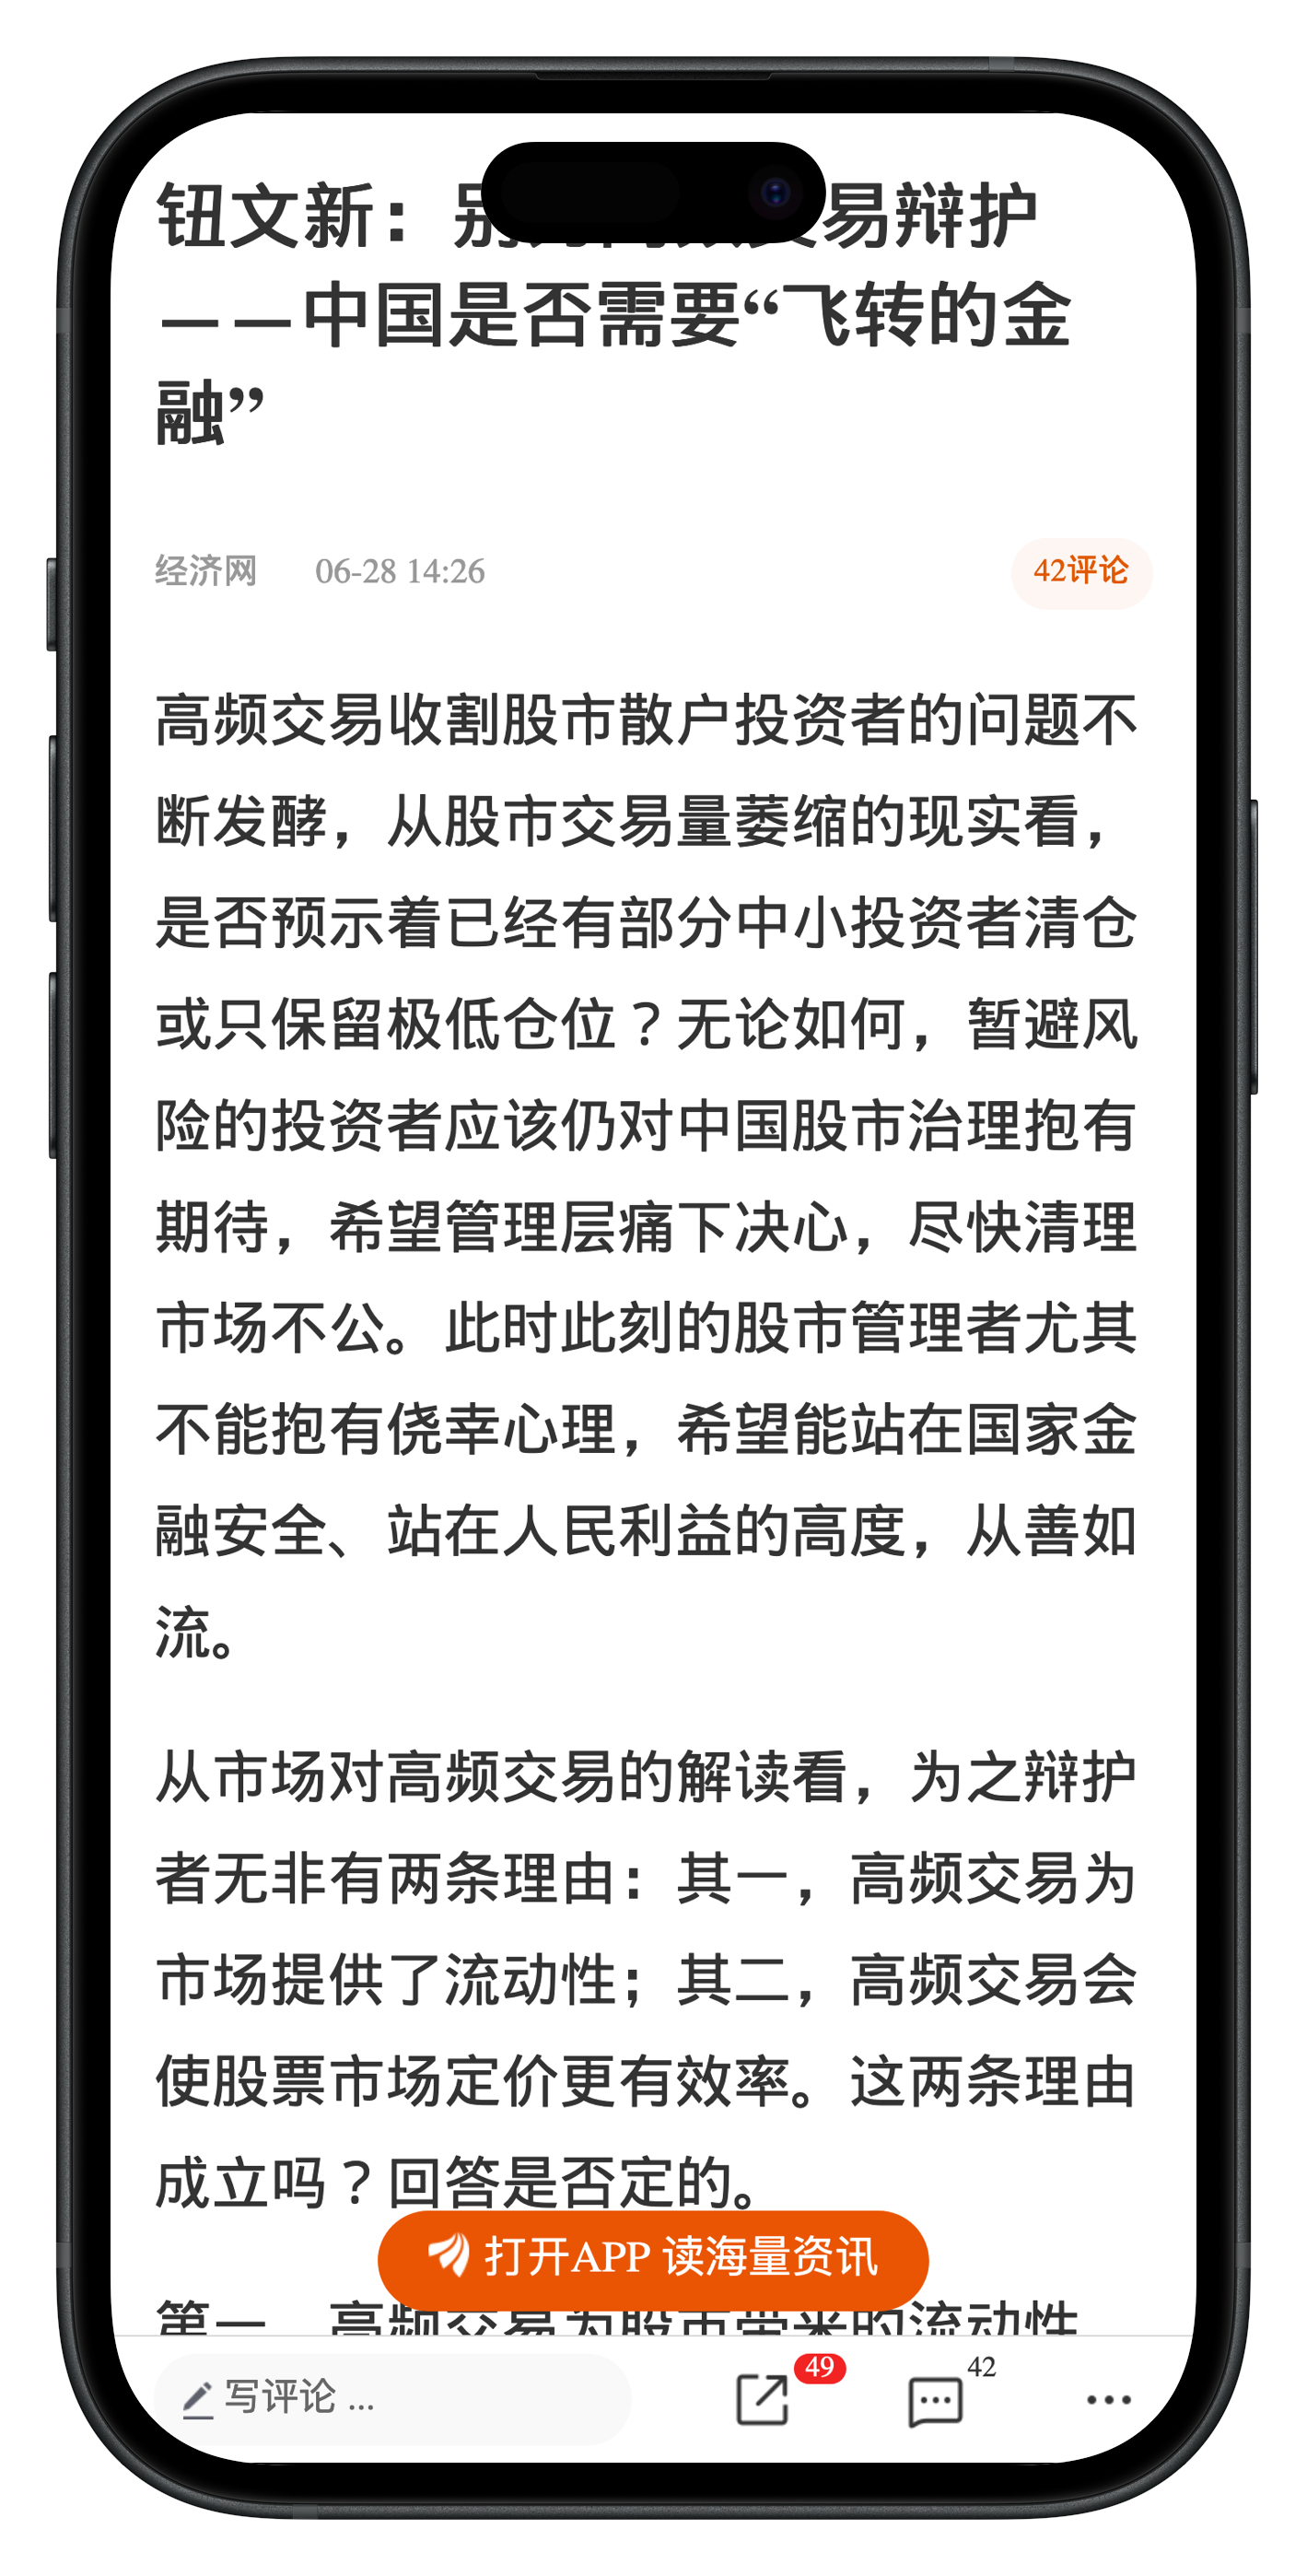 钮文新：别 易辩护
——中国是否需要“飞转的金
融”
经济网 06-28 14:26 42评论
高频交易收割股市散户投资者的问题不
断发酵，从股市交易量萎缩的现实看，
是否预示着已经有部分中小投资者清仓
或只保留极低仓位？无论如何，暂避风
险的投资者应该仍对中国股市治理抱有
期待，希望管理层痛下决心，尽快清理
市场不公。此时此刻的股市管理者尤其
不能抱有侥幸心理，希望能站在国家金
融安全、站在人民利益的高度，从善如
流。
从市场对高频交易的解读看，为之辩护
者无非有两条理由：其一，高频交易为
市场提供了流动性；其二，高频交易会
使股票市场定价更有效率。这两条理由
成立吗？回答是否定的。
打开APP 读海量资讯
第一，高频交易为股市带来的流动性
写评论 ... 49 42